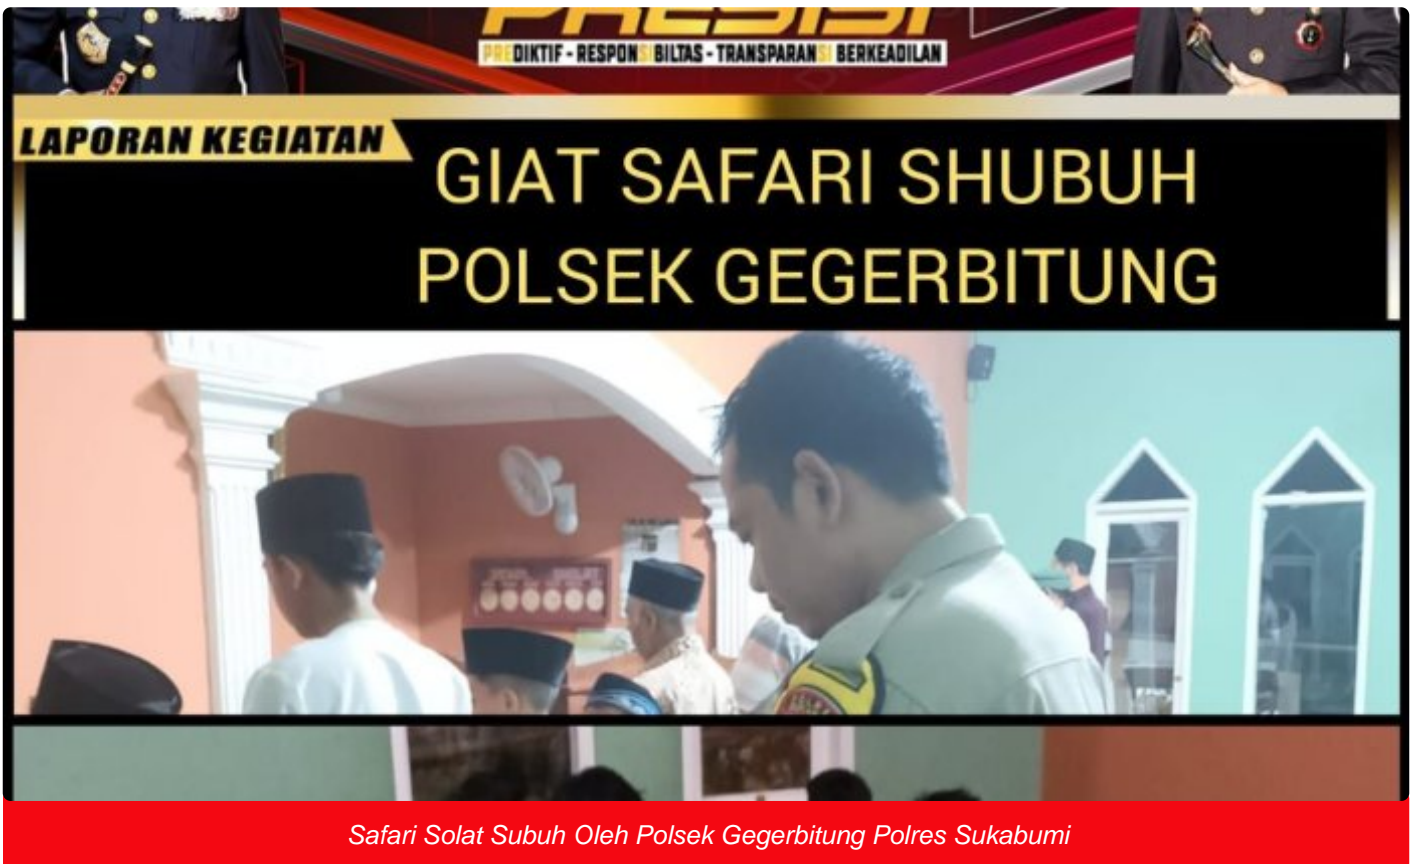 PRESISI
PREDIKTIF - RESPONSIBILTAS - TRANSPARANSI BERKEADILAN
LAPORAN KEGIATAN
GIAT SAFARI SHUBUH
POLSEK GEGERBITUNG
Safari Solat Subuh Oleh Polsek Gegerbitung Polres Sukabumi